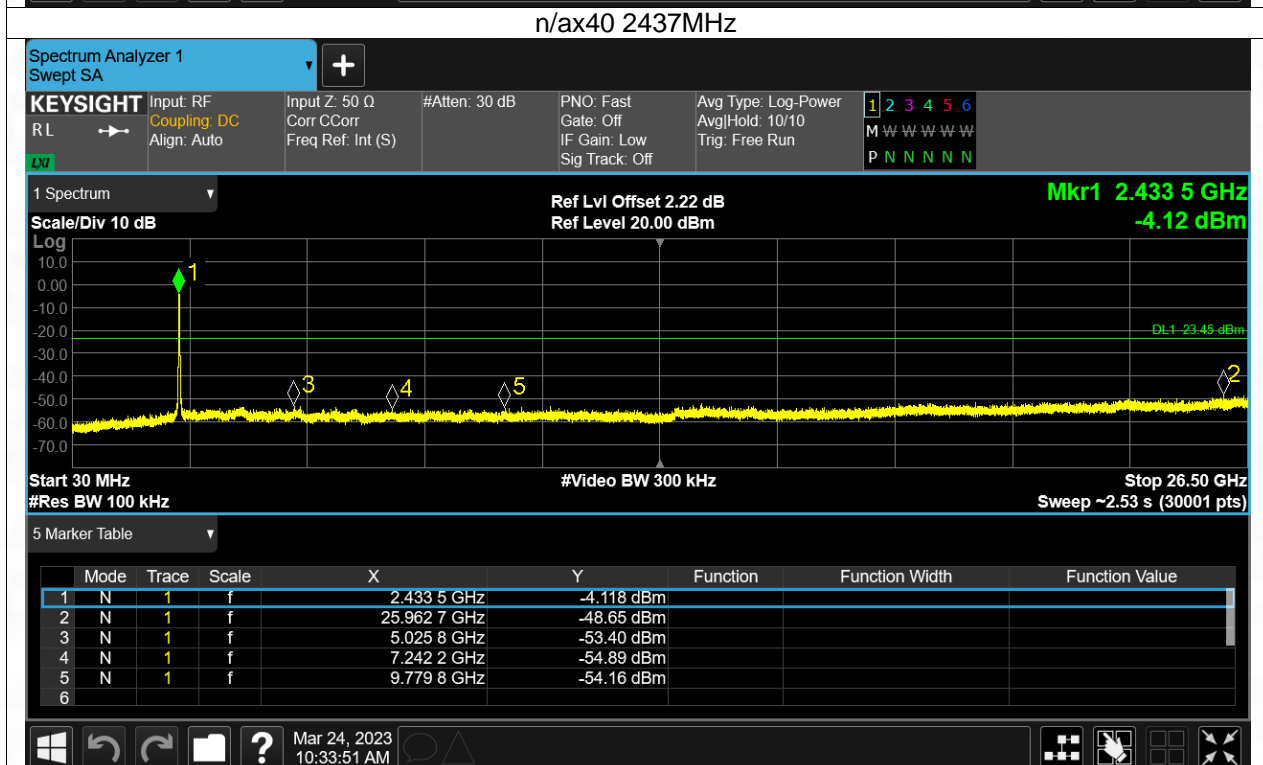 n/ax40 2437MHz
Spectrum Analyzer 1
Swept SA
+
KEYSIGHT Input: RF Input Z: 50 Ω #Atten: 30 dB PNO: Fast Avg Type: Log-Power 1 2 3 4 5 6
RL Coupling: DC Corr CCorr Gate: Off Avg|Hold: 10/10 M W W W W W
Align: Auto Freq Ref: Int (S) IF Gain: Low Trig: Free Run
LXI Sig Track: Off P N N N N N
1 Spectrum Ref Lvl Offset 2.22 dB Mkr1 2.433 5 GHz
Scale/Div 10 dB Ref Level 20.00 dBm -4.12 dBm
Log
10.0
1
0.00
-10.0
-20.0
DL1 -23.45 dBm
-30.0
-40.0
3 4 5 2
-50.0
-60.0
-70.0
Start 30 MHz #Video BW 300 kHz Stop 26.50 GHz
#Res BW 100 kHz Sweep ~2.53 s (30001 pts)
5 Marker Table
Mode Trace Scale X Y Function Function Width Function Value
1 N 1 f 2.433 5 GHz -4.118 dBm
2 N 1 f 25.962 7 GHz -48.65 dBm
3 N 1 f 5.025 8 GHz -53.40 dBm
4 N 1 f 7.242 2 GHz -54.89 dBm
5 N 1 f 9.779 8 GHz -54.16 dBm
6
? Mar 24, 2023
10:33:51 AM